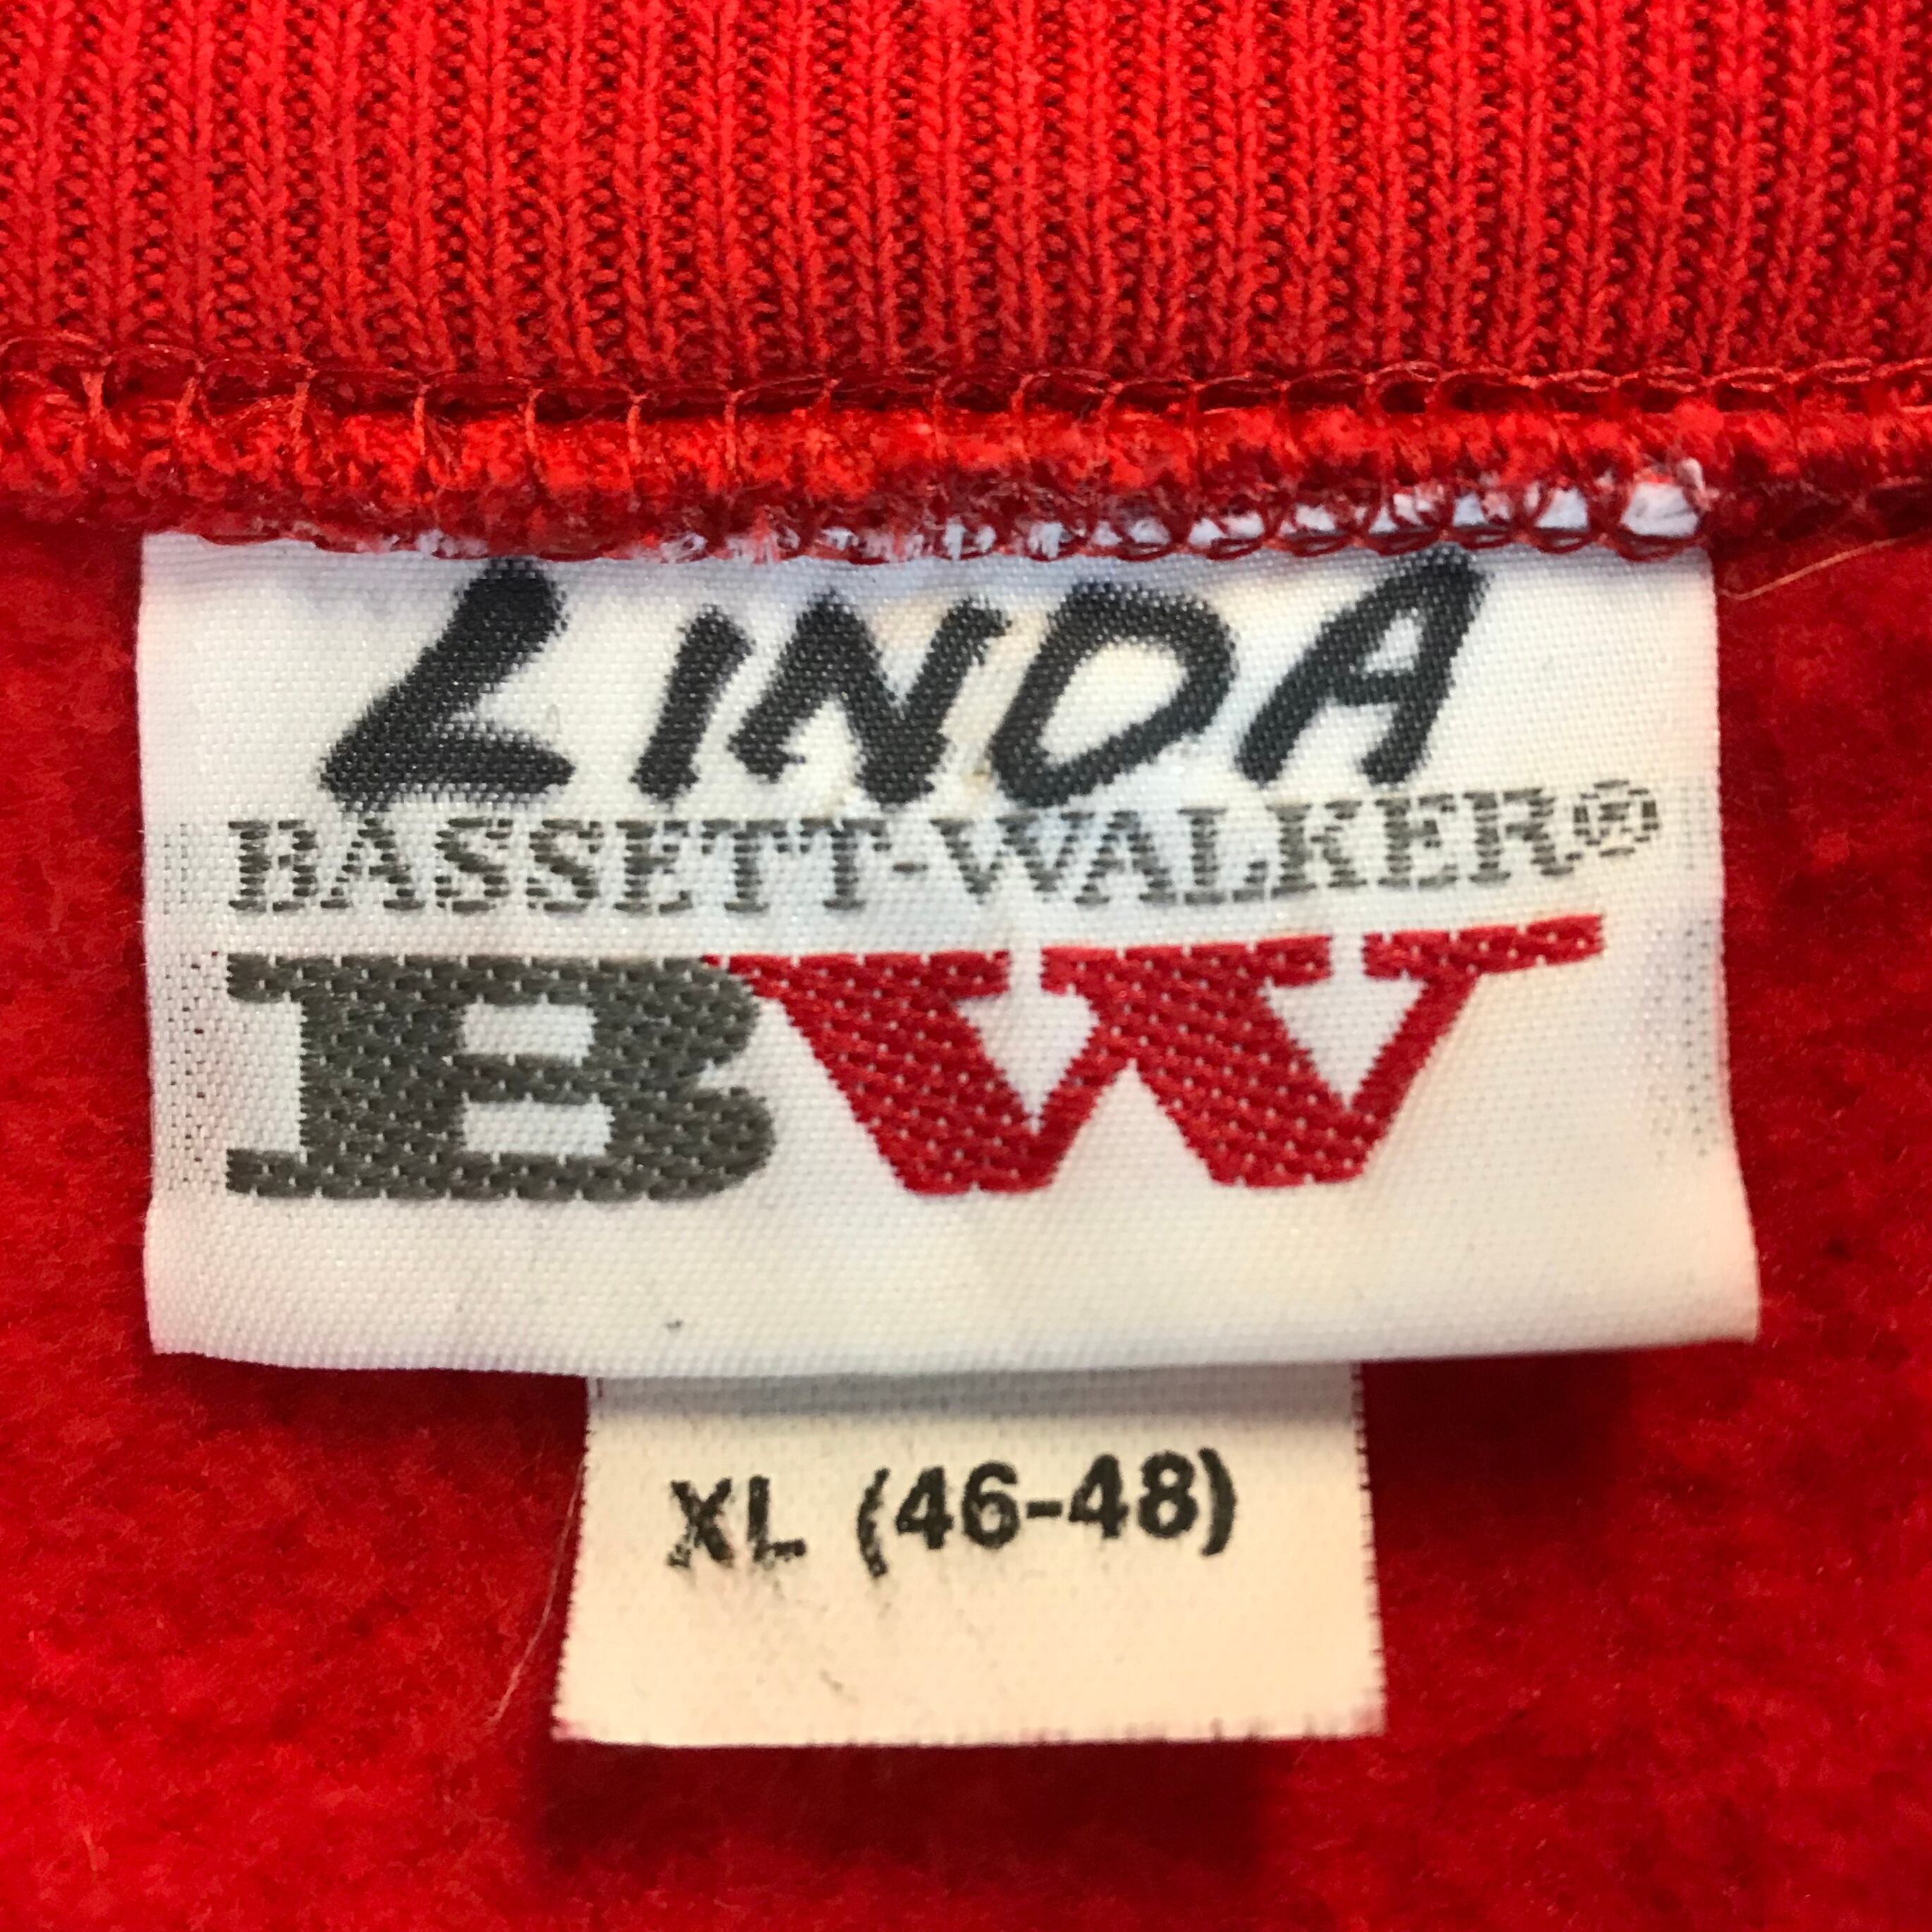 LINDA
BASSETT-WALKER®
BW
XL (46-48)